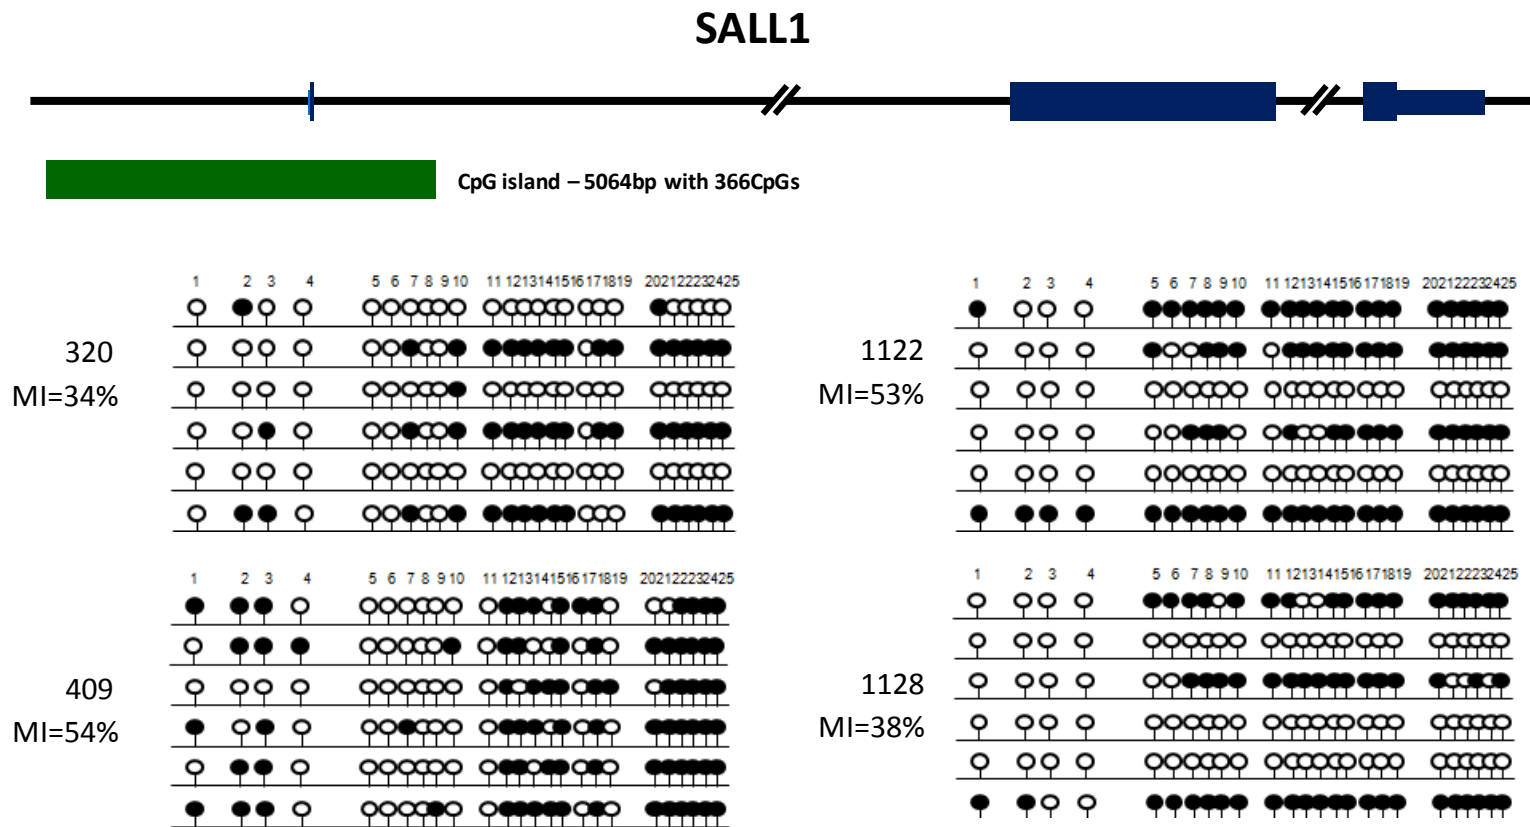 SALL1
CpG island – 5064bp with 366CpGs
1 2 3 4 5 6 7 8 9 10 11 12 13 14 15 16 17 18 19 20 21 22 23 24 25
320
MI=34%
1 2 3 4 5 6 7 8 9 10 11 12 13 14 15 16 17 18 19 20 21 22 23 24 25
1122
MI=53%
1 2 3 4 5 6 7 8 9 10 11 12 13 14 15 16 17 18 19 20 21 22 23 24 25
409
MI=54%
1 2 3 4 5 6 7 8 9 10 11 12 13 14 15 16 17 18 19 20 21 22 23 24 25
1128
MI=38%